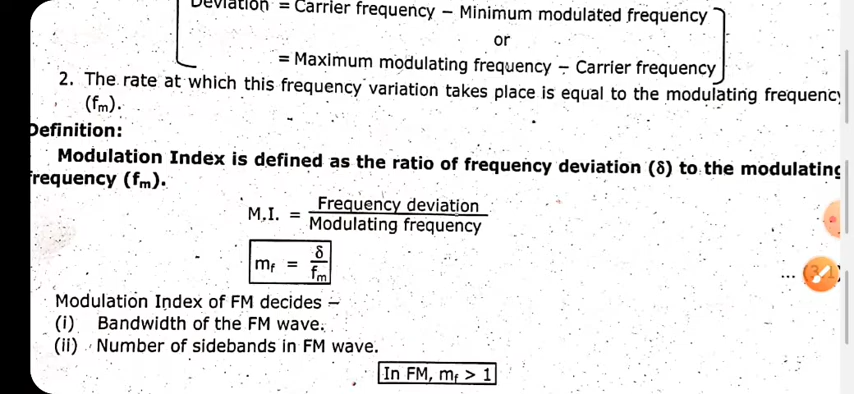 Deviation = Carrier frequency – Minimum modulated frequency
or
= Maximum modulating frequency – Carrier frequency
2. The rate at which this frequency variation takes place is equal to the modulating frequency
(fm).
Definition:
Modulation Index is defined as the ratio of frequency deviation (δ) to the modulating
frequency (fm).
M.I. = Frequency deviation / Modulating frequency
mf = δ / fm
... (3.1)
Modulation Index of FM decides –
(i) Bandwidth of the FM wave.
(ii) Number of sidebands in FM wave.
In FM, mf > 1